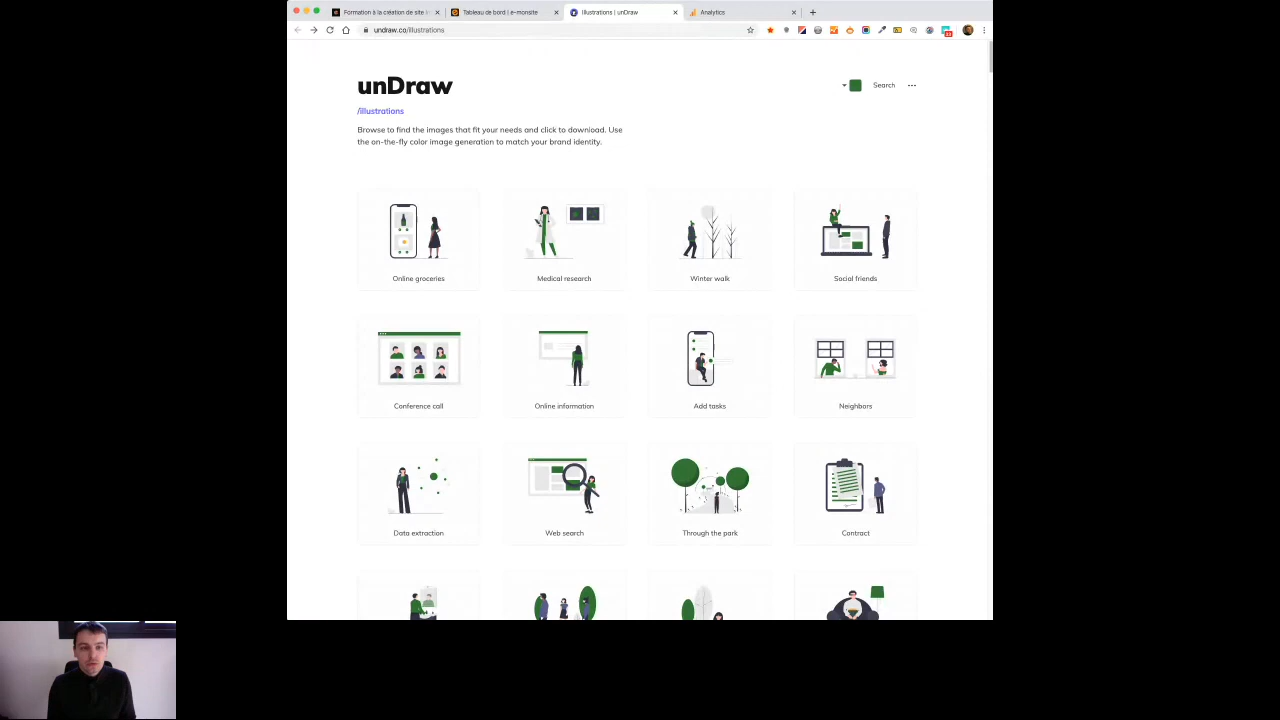 Formation à la création de site in
Tableau de bord | e-monsite
Illustrations | unDraw
Analytics
undraw.co/illustrations
unDraw
Search
/illustrations
Browse to find the images that fit your needs and click to download. Use
the on-the-fly color image generation to match your brand identity.
Online groceries
Medical research
Winter walk
Social friends
Conference call
Online information
Add tasks
Neighbors
Data extraction
Web search
Through the park
Contract